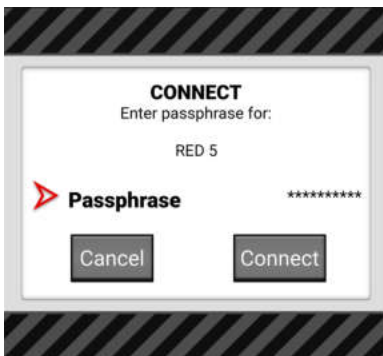 CONNECT
Enter passphrase for:
RED 5
Passphrase **********
Cancel Connect